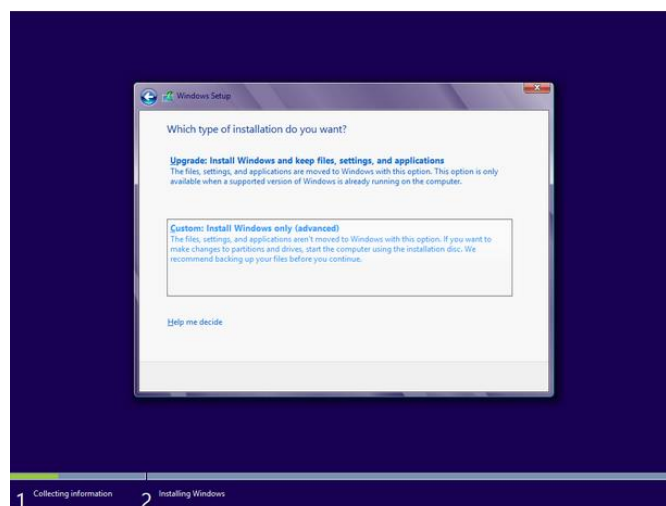 Windows Setup
Which type of installation do you want?
Upgrade: Install Windows and keep files, settings, and applications
The files, settings, and applications are moved to Windows with this option. This option is only
available when a supported version of Windows is already running on the computer.
Custom: Install Windows only (advanced)
The files, settings, and applications aren't moved to Windows with this option. If you want to
make changes to partitions and drives, start the computer using the installation disc. We
recommend backing up your files before you continue.
Help me decide
1 Collecting information 2 Installing Windows